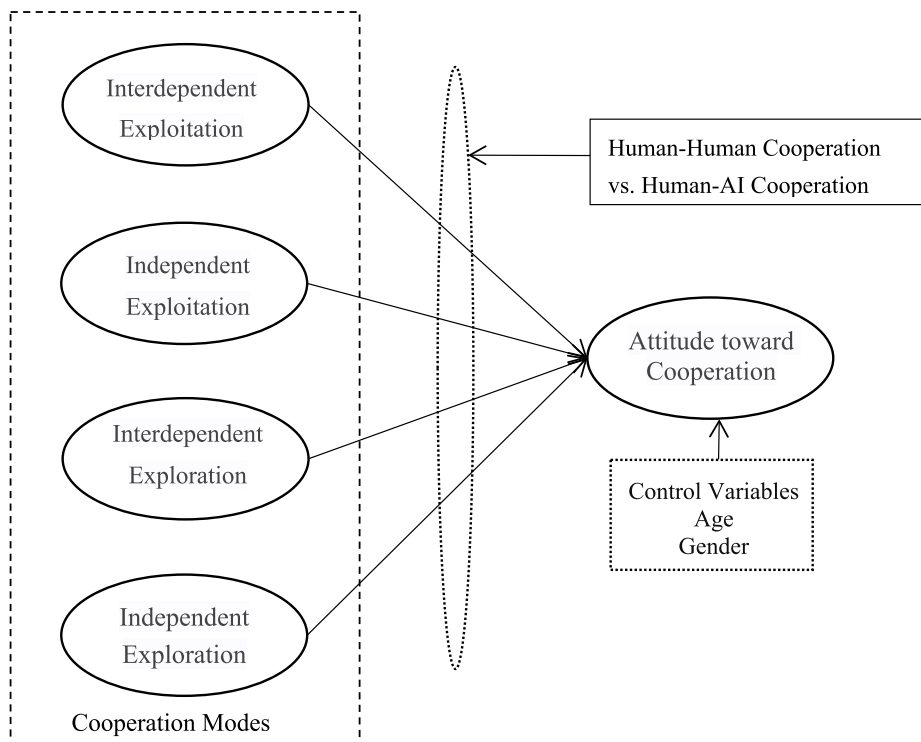 Interdependent
Exploitation
Independent
Exploitation
Interdependent
Exploration
Independent
Exploration
Cooperation Modes
Human-Human Cooperation
vs. Human-AI Cooperation
Attitude toward
Cooperation
Control Variables
Age
Gender